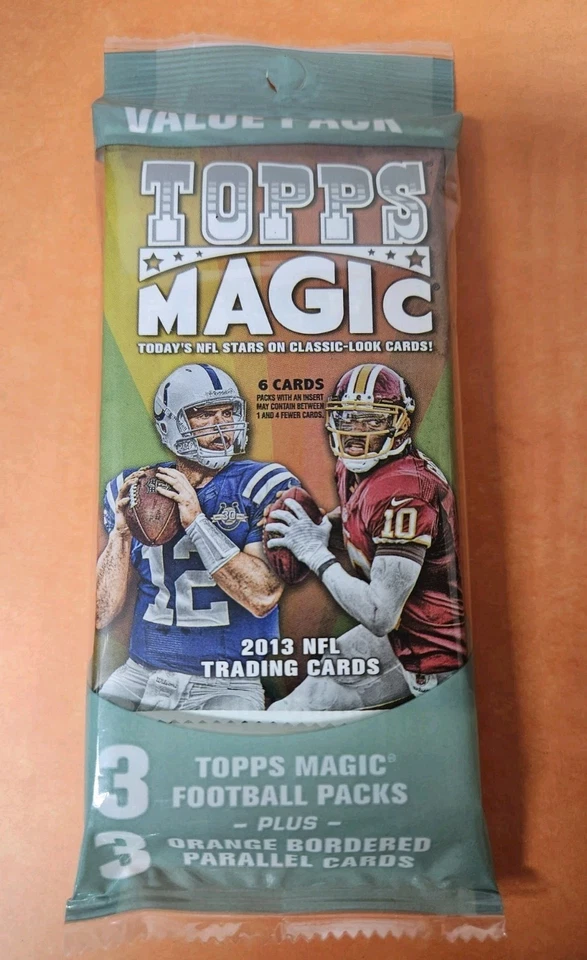 VALUE PACK
TOPPS
MAGIC
TODAY'S NFL STARS ON CLASSIC-LOOK CARDS!
6 CARDS
PACKS WITH AN INSERT
MAY CONTAIN BETWEEN
1 AND 4 FEWER CARDS.
30
10
12
2013 NFL
TRADING CARDS
3 TOPPS MAGIC®
FOOTBALL PACKS
- PLUS -
3 ORANGE BORDERED
PARALLEL CARDS